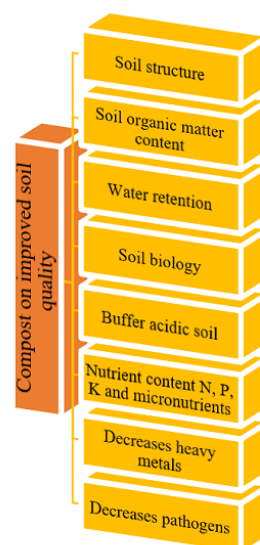 Compost on improved soil
quality
Soil structure
Soil organic matter
content
Water retention
Soil biology
Buffer acidic soil
Nutrient content N, P,
K and micronutrients
Decreases heavy
metals
Decreases pathogens